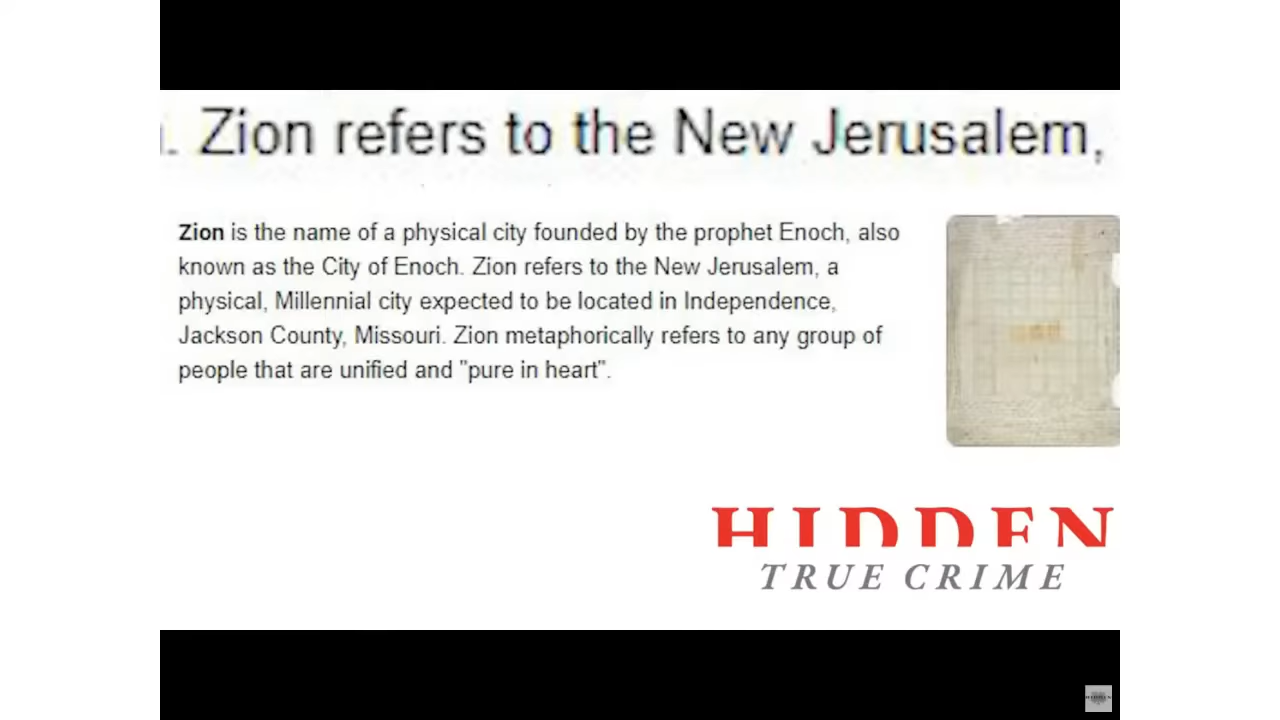 . Zion refers to the New Jerusalem,
Zion is the name of a physical city founded by the prophet Enoch, also
known as the City of Enoch. Zion refers to the New Jerusalem, a
physical, Millennial city expected to be located in Independence,
Jackson County, Missouri. Zion metaphorically refers to any group of
people that are unified and "pure in heart".
HIDDEN
TRUE CRIME
HIDDEN